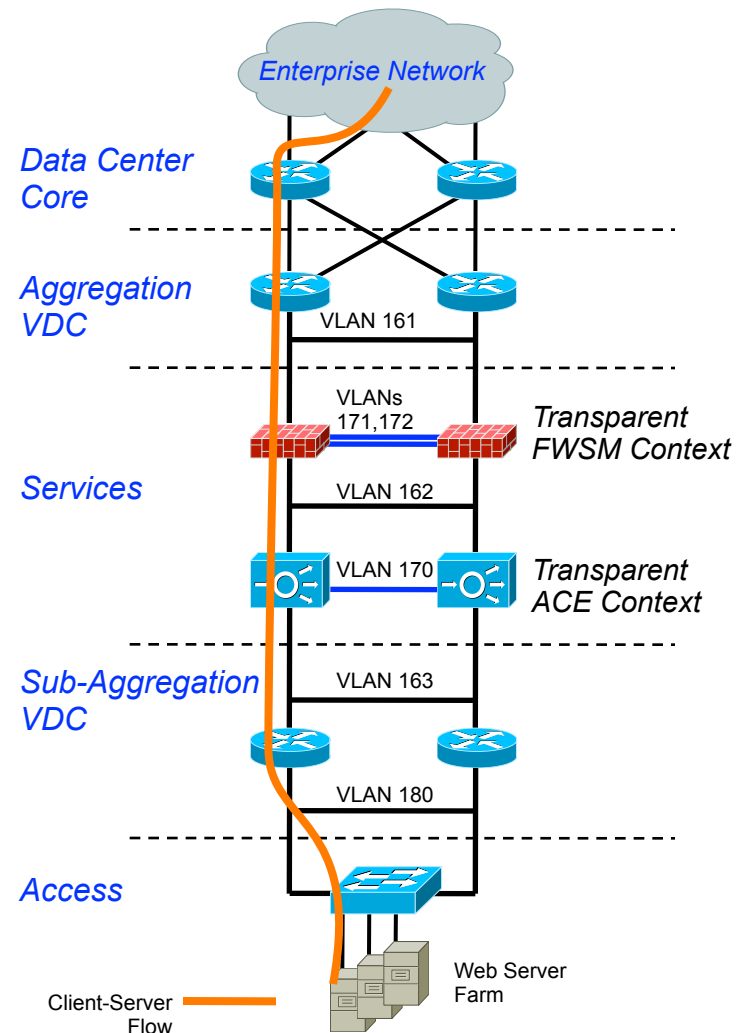 Enterprise Network
Data Center
Core
Aggregation
VDC
VLAN 161
VLANs
171,172
Transparent
FWSM Context
Services
VLAN 162
VLAN 170
Transparent
ACE Context
Sub-Aggregation
VDC
VLAN 163
VLAN 180
Access
Web Server
Farm
Client-Server
Flow